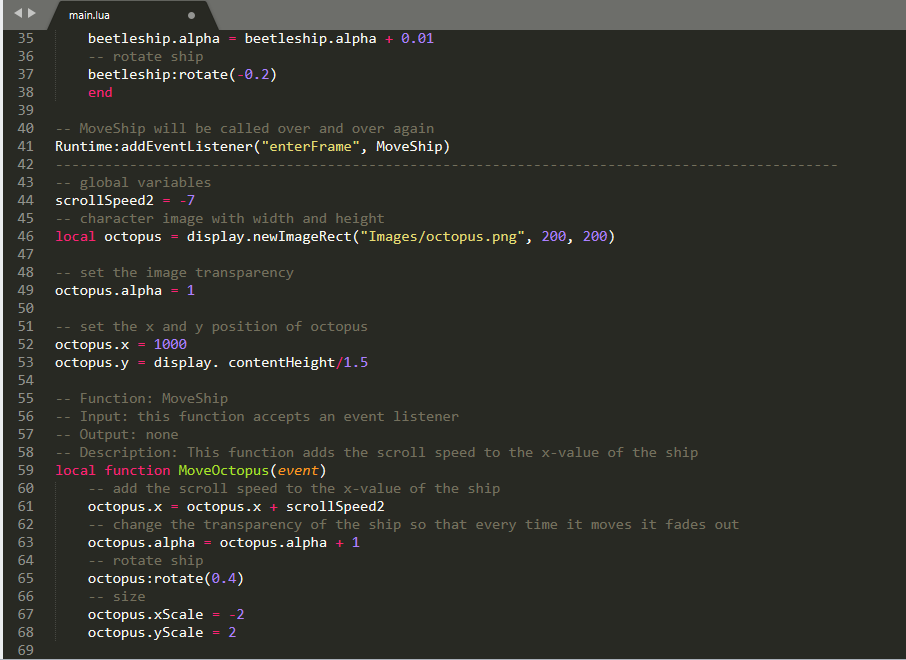 main.lua
35 beetleship.alpha = beetleship.alpha + 0.01
36 -- rotate ship
37 beetleship:rotate(-0.2)
38 end
39
40 -- MoveShip will be called over and over again
41 Runtime:addEventListener("enterFrame", MoveShip)
42 -----------------------------------------------------------------------------------------------
43 -- global variables
44 scrollSpeed2 = -7
45 -- character image with width and height
46 local octopus = display.newImageRect("Images/octopus.png", 200, 200)
47
48 -- set the image transparency
49 octopus.alpha = 1
50
51 -- set the x and y position of octopus
52 octopus.x = 1000
53 octopus.y = display. contentHeight/1.5
54
55 -- Function: MoveShip
56 -- Input: this function accepts an event listener
57 -- Output: none
58 -- Description: This function adds the scroll speed to the x-value of the ship
59 local function MoveOctopus(event)
60 -- add the scroll speed to the x-value of the ship
61 octopus.x = octopus.x + scrollSpeed2
62 -- change the transparency of the ship so that every time it moves it fades out
63 octopus.alpha = octopus.alpha + 1
64 -- rotate ship
65 octopus:rotate(0.4)
66 -- size
67 octopus.xScale = -2
68 octopus.yScale = 2
69